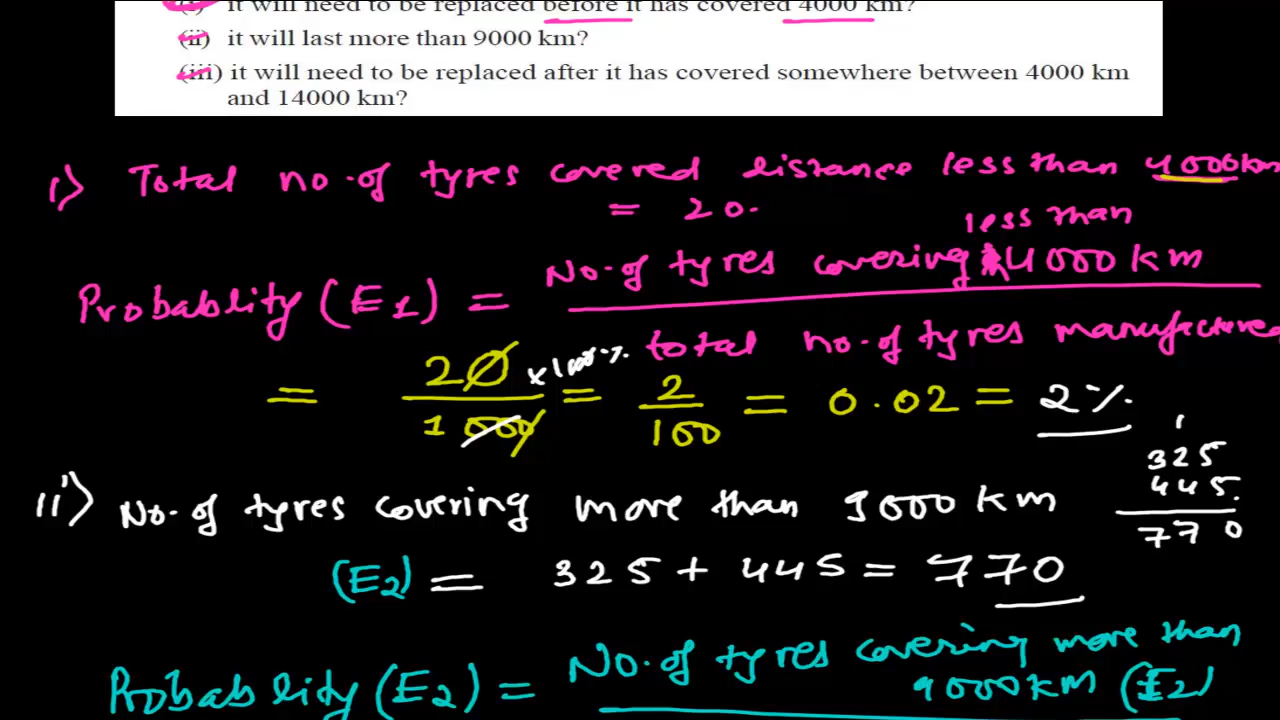 (i) it will need to be replaced before it has covered 4000 km?
(ii) it will last more than 9000 km?
(iii) it will need to be replaced after it has covered somewhere between 4000 km
and 14000 km?
1) Total no. of tyres covered distance less than 4000km
= 20.
less than
Probablity (E1) = No. of tyres covering 4000 km
total no. of tyres manufacture
= 20 x100% = 2 = 0.02 = 2%
1000 100
1
325
445.
770
ii) No. of tyres covering more than 9000 km
(E2) = 325 + 445 = 770
Probablity (E2) = No. of tyres covering more than
9000 KM (E2)